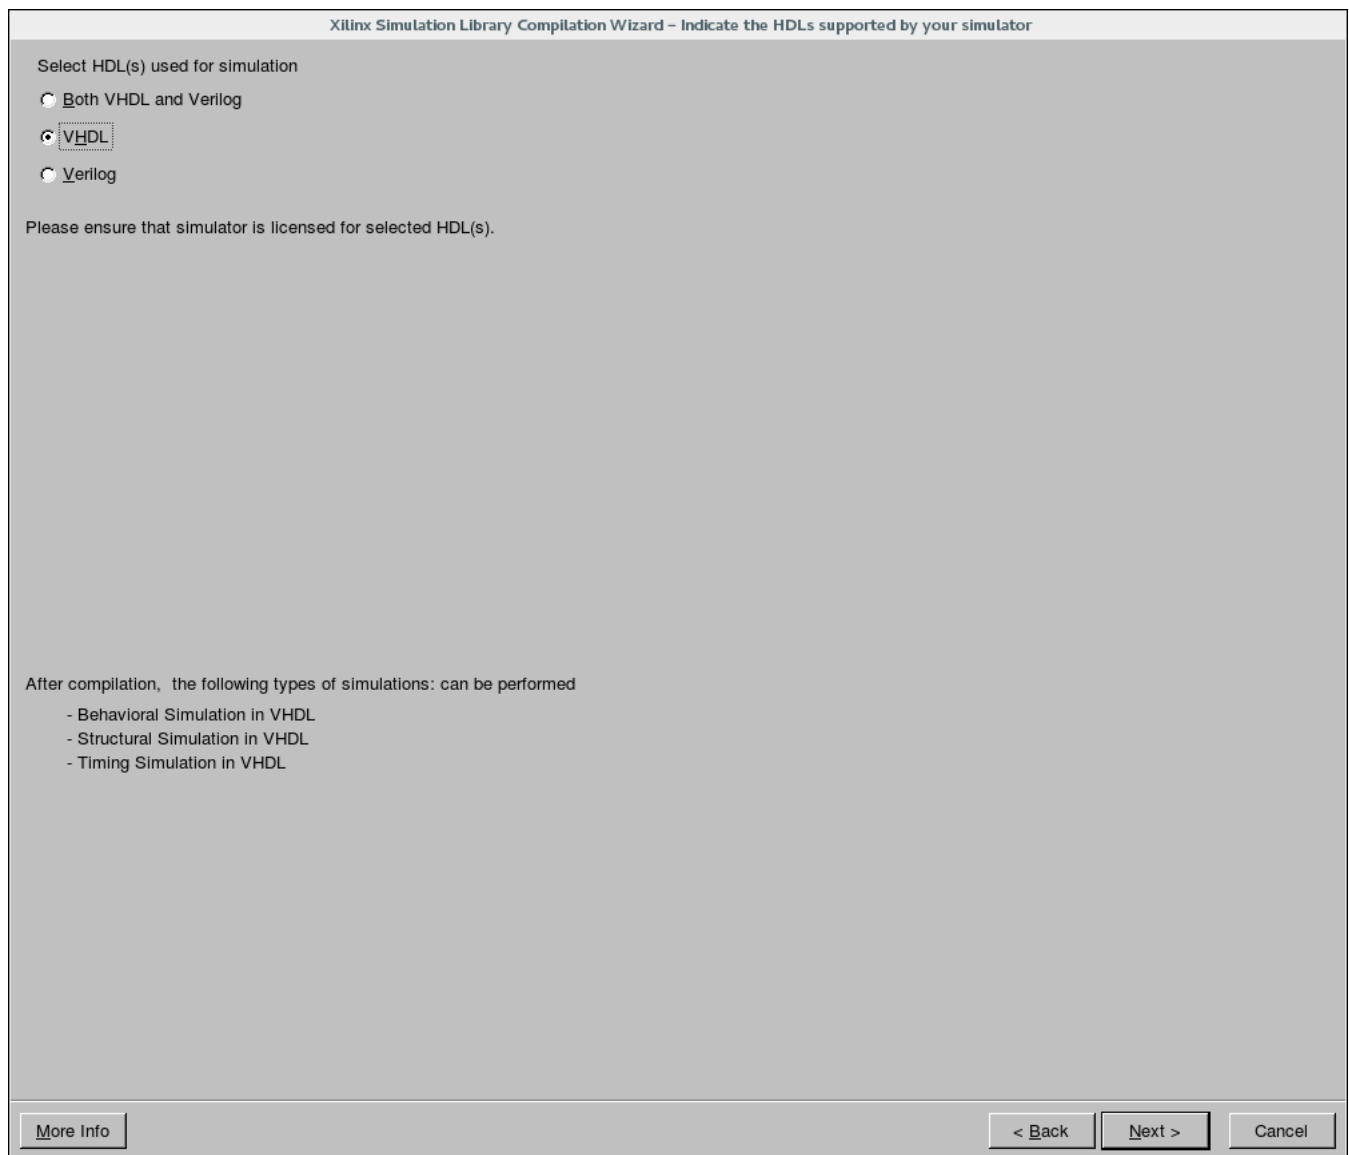 Xilinx Simulation Library Compilation Wizard – Indicate the HDLs supported by your simulator
Select HDL(s) used for simulation
Both VHDL and Verilog
VHDL
Verilog
Please ensure that simulator is licensed for selected HDL(s).
After compilation,  the following types of simulations: can be performed
- Behavioral Simulation in VHDL
- Structural Simulation in VHDL
- Timing Simulation in VHDL
More Info < Back Next > Cancel